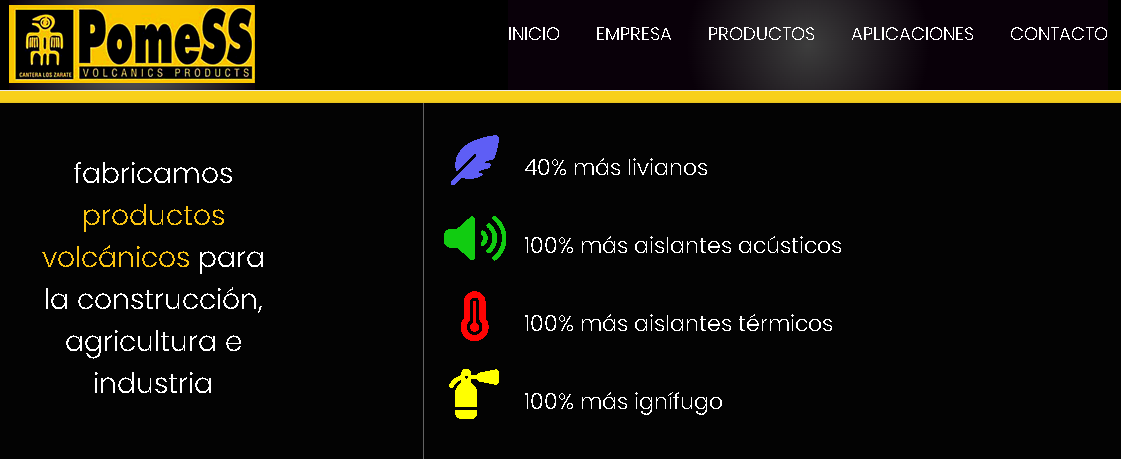 PomeSS
CANTERA LOS ZARATE
VOLCANICS PRODUCTS
INICIO EMPRESA PRODUCTOS APLICACIONES CONTACTO
fabricamos
productos
volcánicos para
la construcción,
agricultura e
industria
40% más livianos
100% más aislantes acústicos
100% más aislantes térmicos
100% más ignífugo